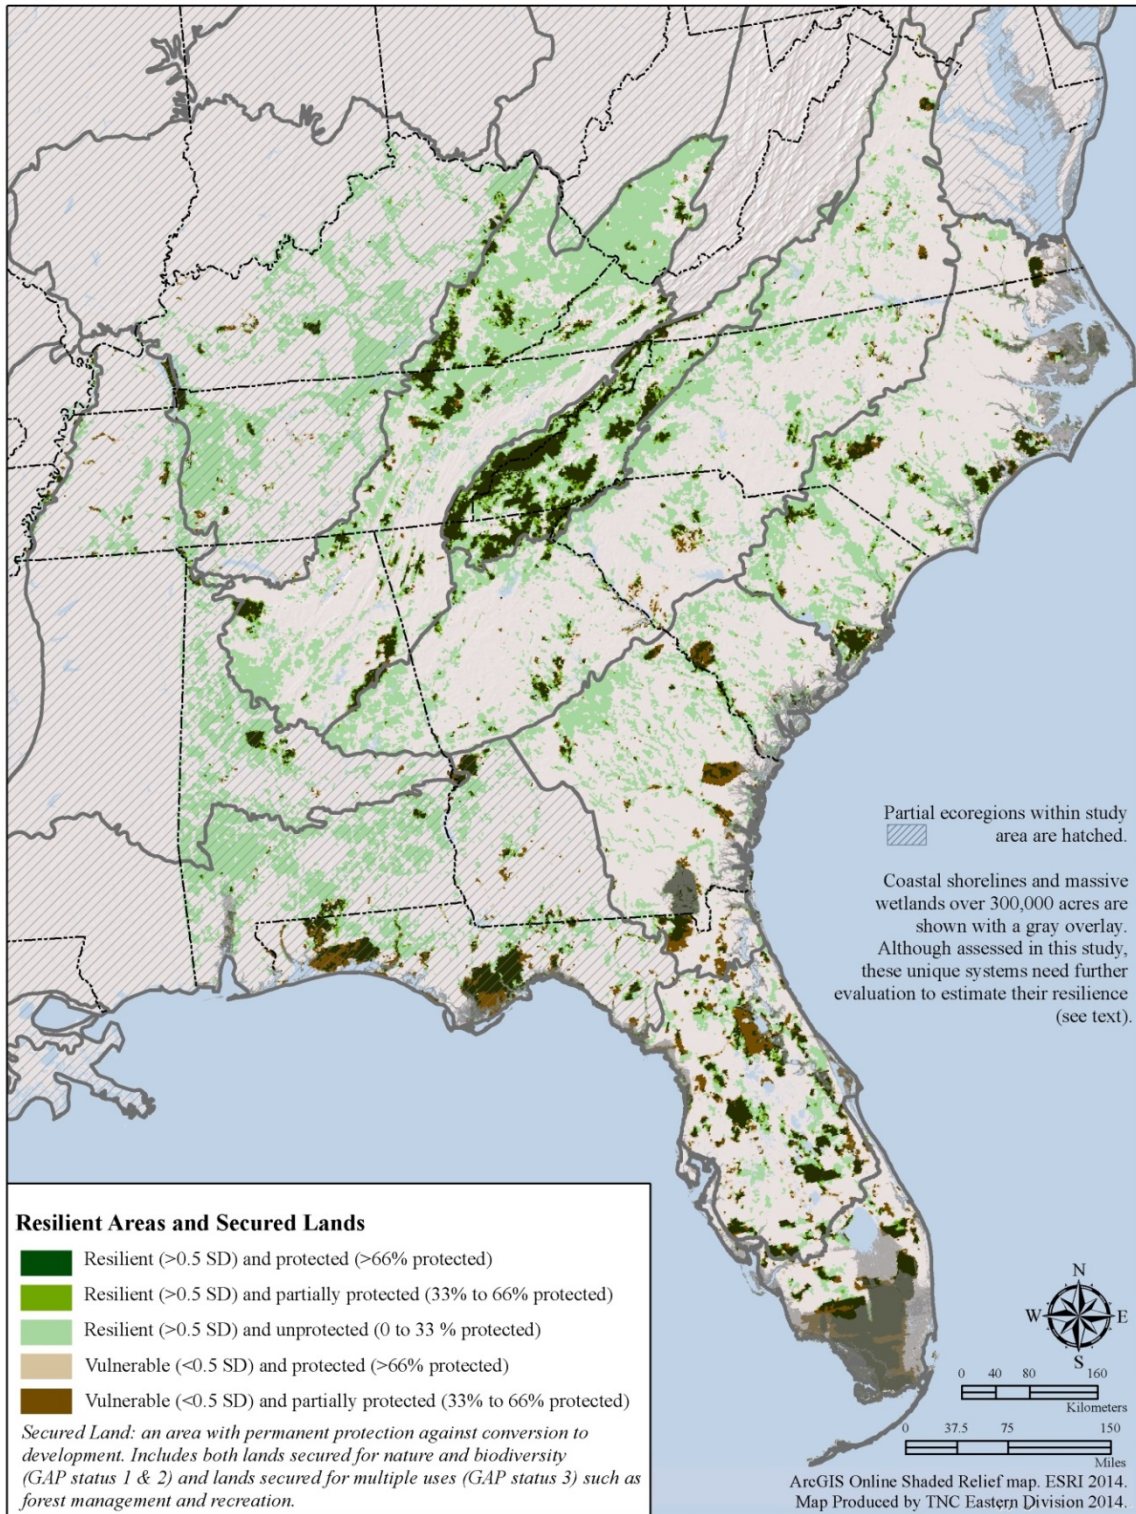 Partial ecoregions within study
area are hatched.
Coastal shorelines and massive
wetlands over 300,000 acres are
shown with a gray overlay.
Although assessed in this study,
these unique systems need further
evaluation to estimate their resilience
(see text).
Resilient Areas and Secured Lands
Resilient (>0.5 SD) and protected (>66% protected)
Resilient (>0.5 SD) and partially protected (33% to 66% protected)
Resilient (>0.5 SD) and unprotected (0 to 33 % protected)
Vulnerable (<0.5 SD) and protected (>66% protected)
Vulnerable (<0.5 SD) and partially protected (33% to 66% protected)
Secured Land: an area with permanent protection against conversion to
development. Includes both lands secured for nature and biodiversity
(GAP status 1 & 2) and lands secured for multiple uses (GAP status 3) such as
forest management and recreation.
N
W E
S
0 40 80 160
Kilometers
0 37.5 75 150
Miles
ArcGIS Online Shaded Relief map. ESRI 2014.
Map Produced by TNC Eastern Division 2014.